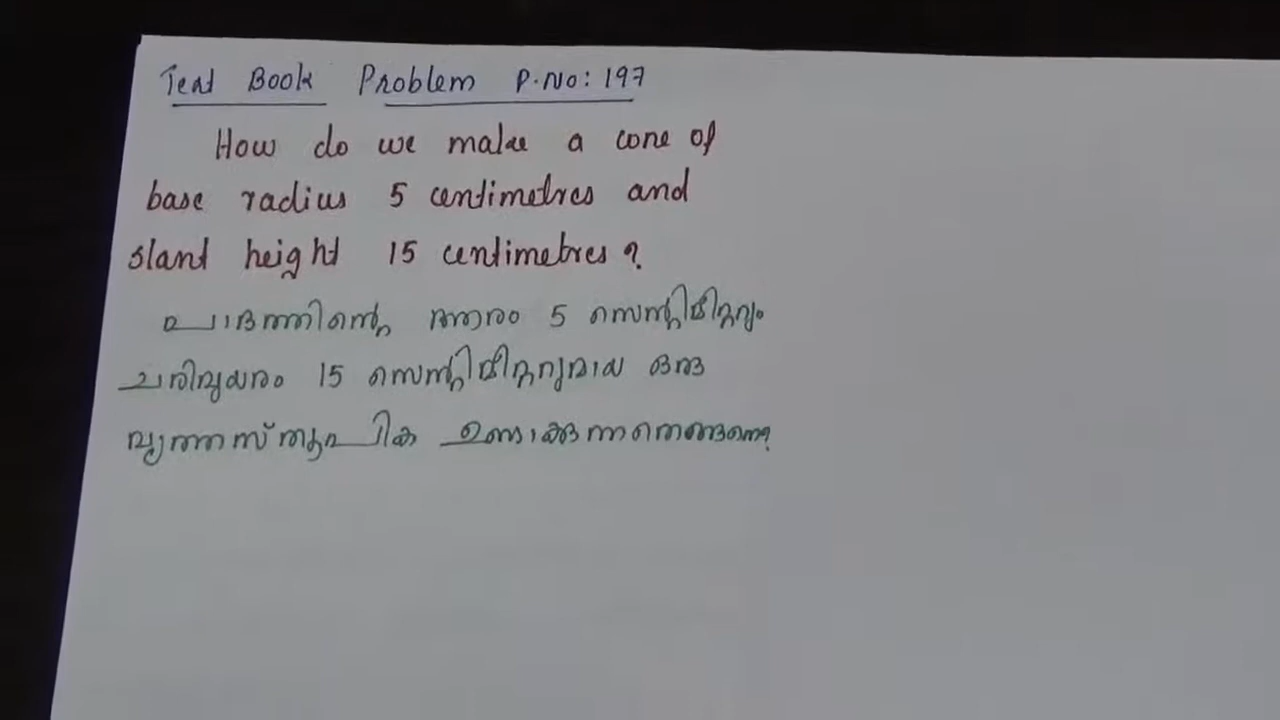 Text Book Problem P.No: 197
How do we make a cone of
base radius 5 centimetres and
slant height 15 centimetres?
പാദത്തിന്റെ ആരം 5 സെന്റിമീറ്ററും
ചരിവുയരം 15 സെന്റിമീറ്ററുമായ ഒരു
വൃത്തസ്തൂപിക ഉണ്ടാക്കുന്നതെങ്ങനെ?